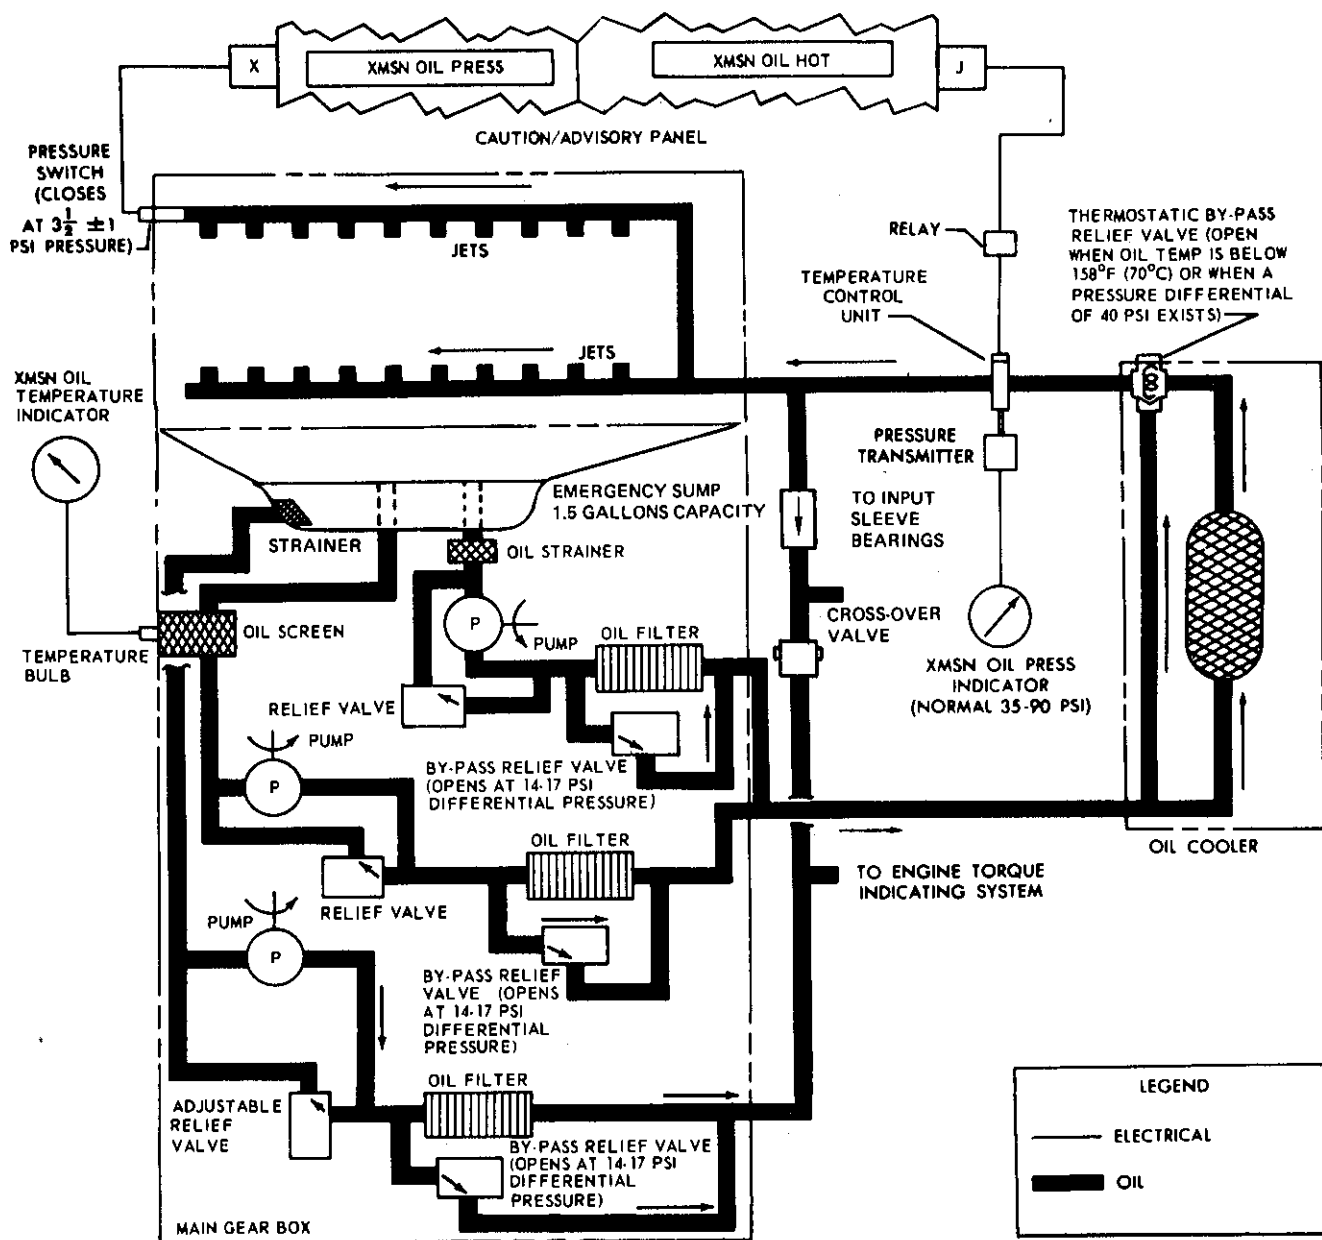 X
XMSN OIL PRESS
XMSN OIL HOT
J
CAUTION/ADVISORY PANEL
PRESSURE
SWITCH
(CLOSES
AT 3 1/2 ±1
PSI PRESSURE)
JETS
RELAY
THERMOSTATIC BY-PASS
RELIEF VALVE (OPEN
WHEN OIL TEMP IS BELOW
158°F (70°C) OR WHEN A
PRESSURE DIFFERENTIAL
OF 40 PSI EXISTS)
TEMPERATURE
CONTROL
UNIT
JETS
XMSN OIL
TEMPERATURE
INDICATOR
PRESSURE
TRANSMITTER
EMERGENCY SUMP
1.5 GALLONS CAPACITY
TO INPUT
SLEEVE
BEARINGS
STRAINER
OIL STRAINER
OIL SCREEN
P
PUMP
OIL FILTER
CROSS-OVER
VALVE
TEMPERATURE
BULB
XMSN OIL PRESS
INDICATOR
(NORMAL 35-90 PSI)
RELIEF VALVE
PUMP
P
BY-PASS RELIEF VALVE
(OPENS AT 14-17 PSI
DIFFERENTIAL PRESSURE)
OIL FILTER
OIL COOLER
TO ENGINE TORQUE
INDICATING SYSTEM
RELIEF VALVE
PUMP
P
BY-PASS RELIEF
VALVE (OPENS
AT 14-17 PSI
DIFFERENTIAL
PRESSURE)
OIL FILTER
ADJUSTABLE
RELIEF
VALVE
BY-PASS RELIEF VALVE
(OPENS AT 14-17 PSI
DIFFERENTIAL
PRESSURE)
MAIN GEAR BOX
LEGEND
ELECTRICAL
OIL